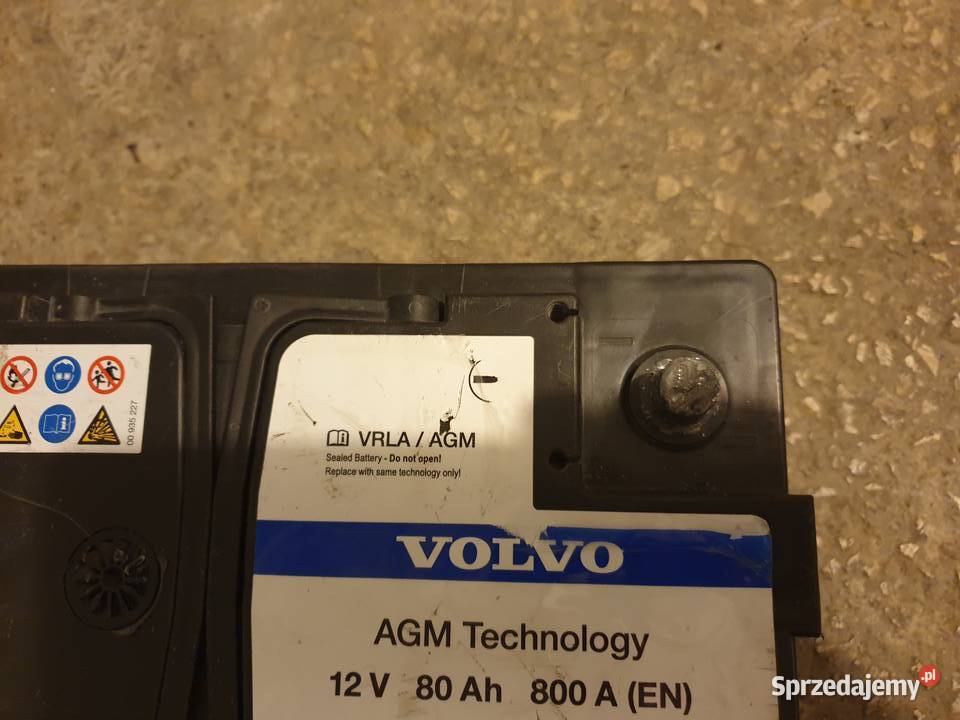 00 935 227
VRLA / AGM
Sealed Battery - Do not open!
Replace with same technology only!
VOLVO
AGM Technology
12 V 80 Ah 800 A (EN)
Sprzedajemy.pl